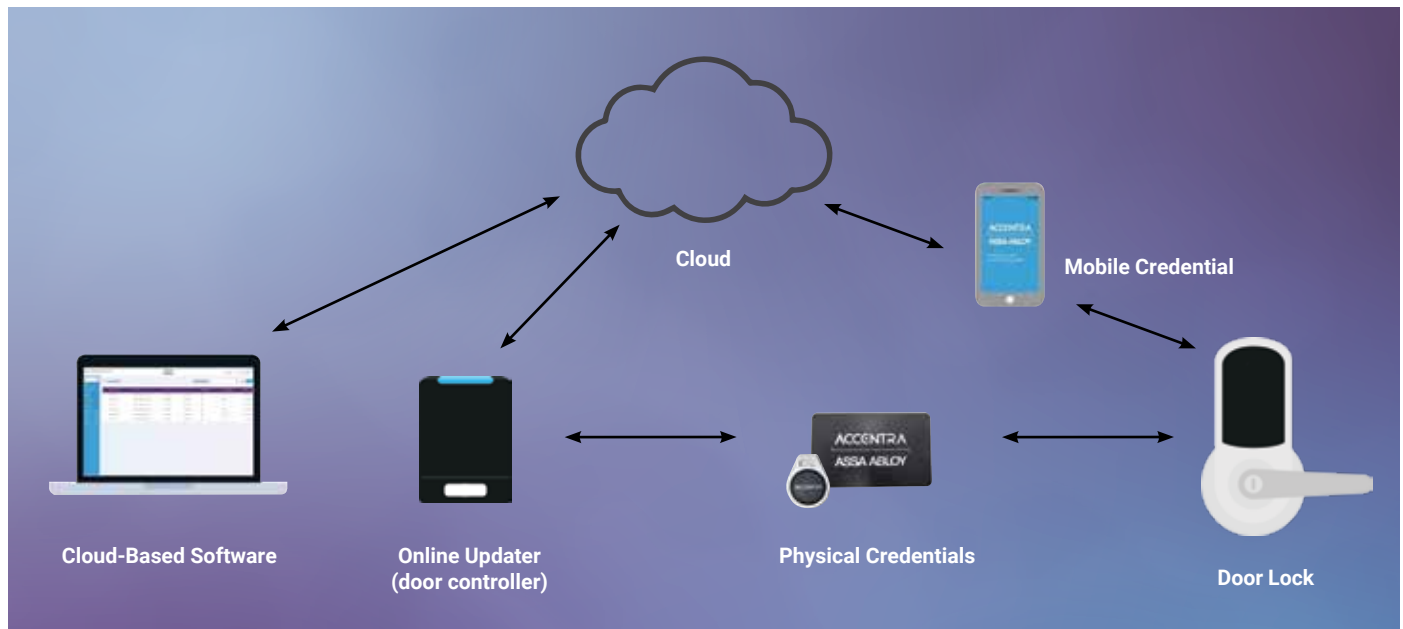 Cloud
ACCENTRA
ASSA ABLOY
Mobile Credential
ACCENTRA
ASSA ABLOY
ACCENTRA
Cloud-Based Software
Online Updater
(door controller)
Physical Credentials
Door Lock